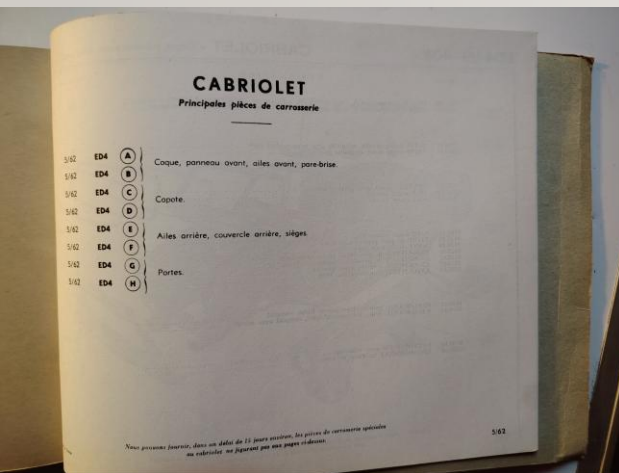 CABRIOLET
Principales pièces de carrosserie
5/62 ED4 A
Coque, panneau avant, ailes avant, pare-brise.
5/62 ED4 B
5/62 ED4 C
Capote.
5/62 ED4 D
5/62 ED4 E
Ailes arrière, couvercle arrière, sièges.
5/62 ED4 F
5/62 ED4 G
Portes.
5/62 ED4 H
Nous pouvons fournir, dans un délai de 15 jours environ, les pièces de carrosserie spéciales
au cabriolet ne figurant pas aux pages ci-dessus.
5/62